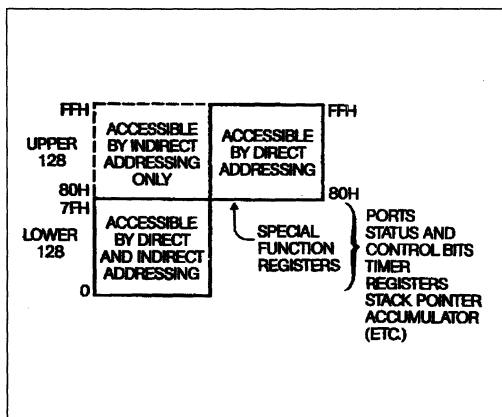 FFH
UPPER
128
80H
7FH
LOWER
128
0
ACCESSIBLE
BY INDIRECT
ADDRESSING
ONLY
ACCESSIBLE
BY DIRECT
AND INDIRECT
ADDRESSING
ACCESSIBLE
BY DIRECT
ADDRESSING
FFH
80H
SPECIAL
FUNCTION
REGISTERS
PORTS
STATUS AND
CONTROL BITS
TIMER
REGISTERS
STACK POINTER
ACCUMULATOR
(ETC.)